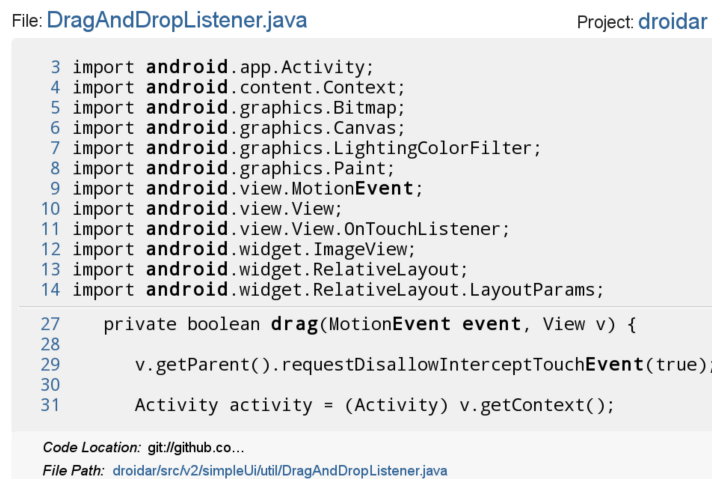 File: DragAndDropListener.java Project: droidar
3 import android.app.Activity;
4 import android.content.Context;
5 import android.graphics.Bitmap;
6 import android.graphics.Canvas;
7 import android.graphics.LightingColorFilter;
8 import android.graphics.Paint;
9 import android.view.MotionEvent;
10 import android.view.View;
11 import android.view.View.OnTouchListener;
12 import android.widget.ImageView;
13 import android.widget.RelativeLayout;
14 import android.widget.RelativeLayout.LayoutParams;
27 private boolean drag(MotionEvent event, View v) {
28
29 v.getParent().requestDisallowInterceptTouchEvent(true);
30
31 Activity activity = (Activity) v.getContext();
Code Location: git://github.co...
File Path: droidar/src/v2/simpleUi/util/DragAndDropListener.java